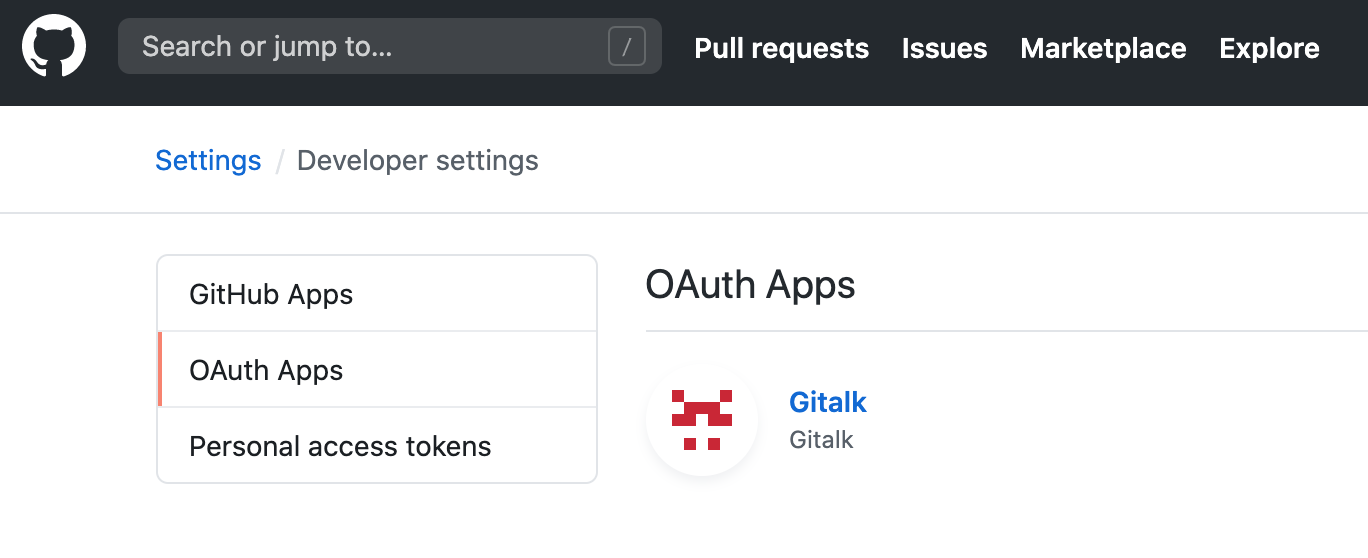 Search or jump to... /
Pull requests Issues Marketplace Explore
Settings / Developer settings
GitHub Apps
OAuth Apps
Personal access tokens
OAuth Apps
Gitalk
Gitalk